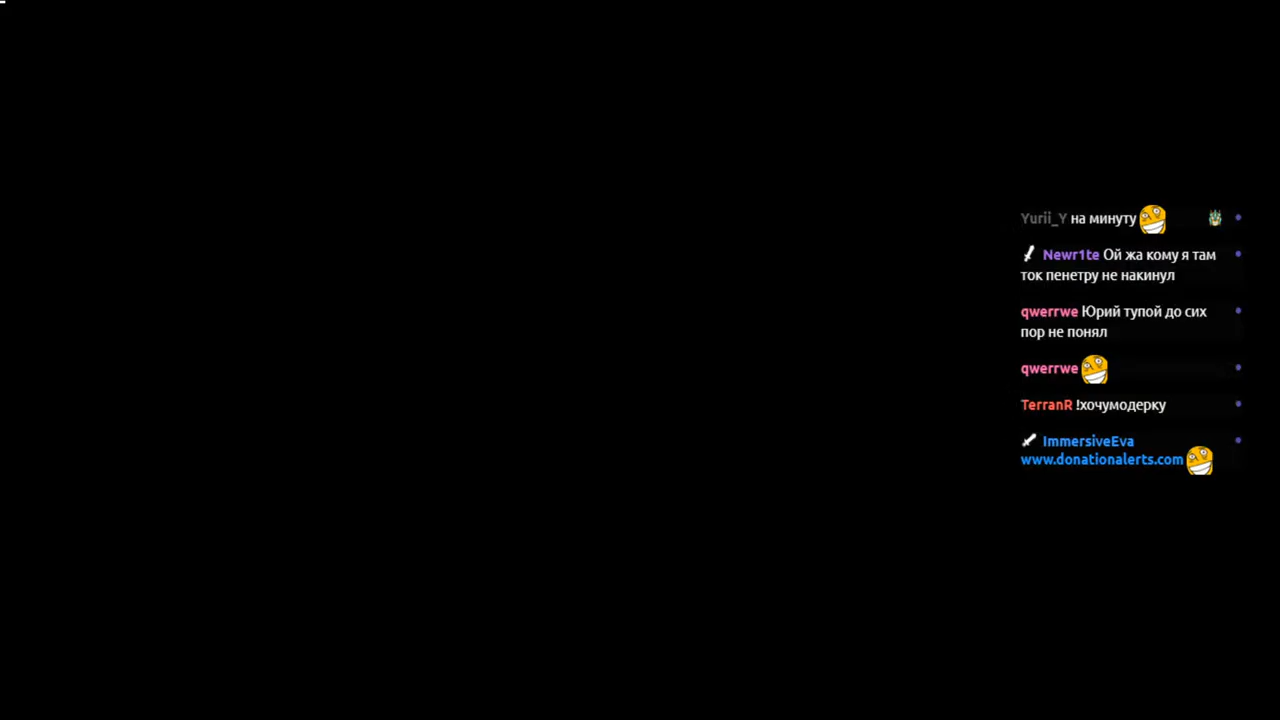 Yurii_Y на минуту
Newr1te Ой жа кому я там
ток пенетру не накинул
qwerrwe Юрий тупой до сих
пор не понял
qwerrwe
TerranR !хочумодерку
ImmersiveEva
www.donationalerts.com